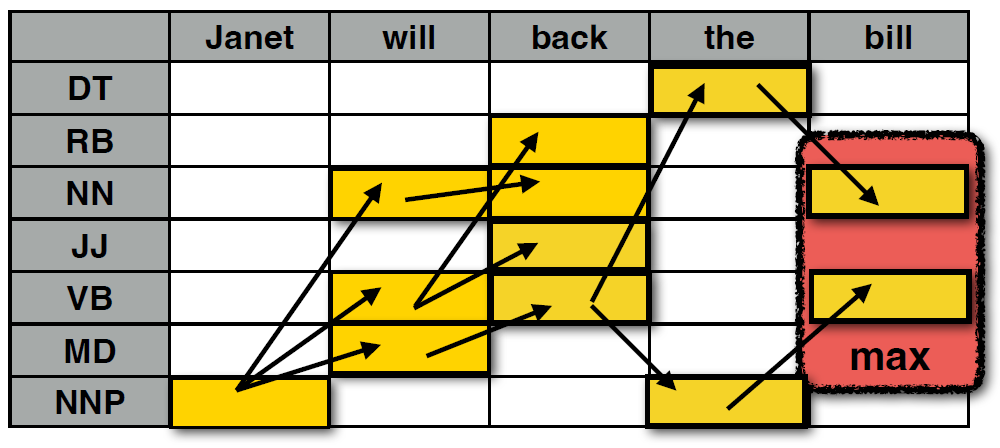 Janet will back the bill
DT
RB
NN
JJ
VB
MD
max
NNP